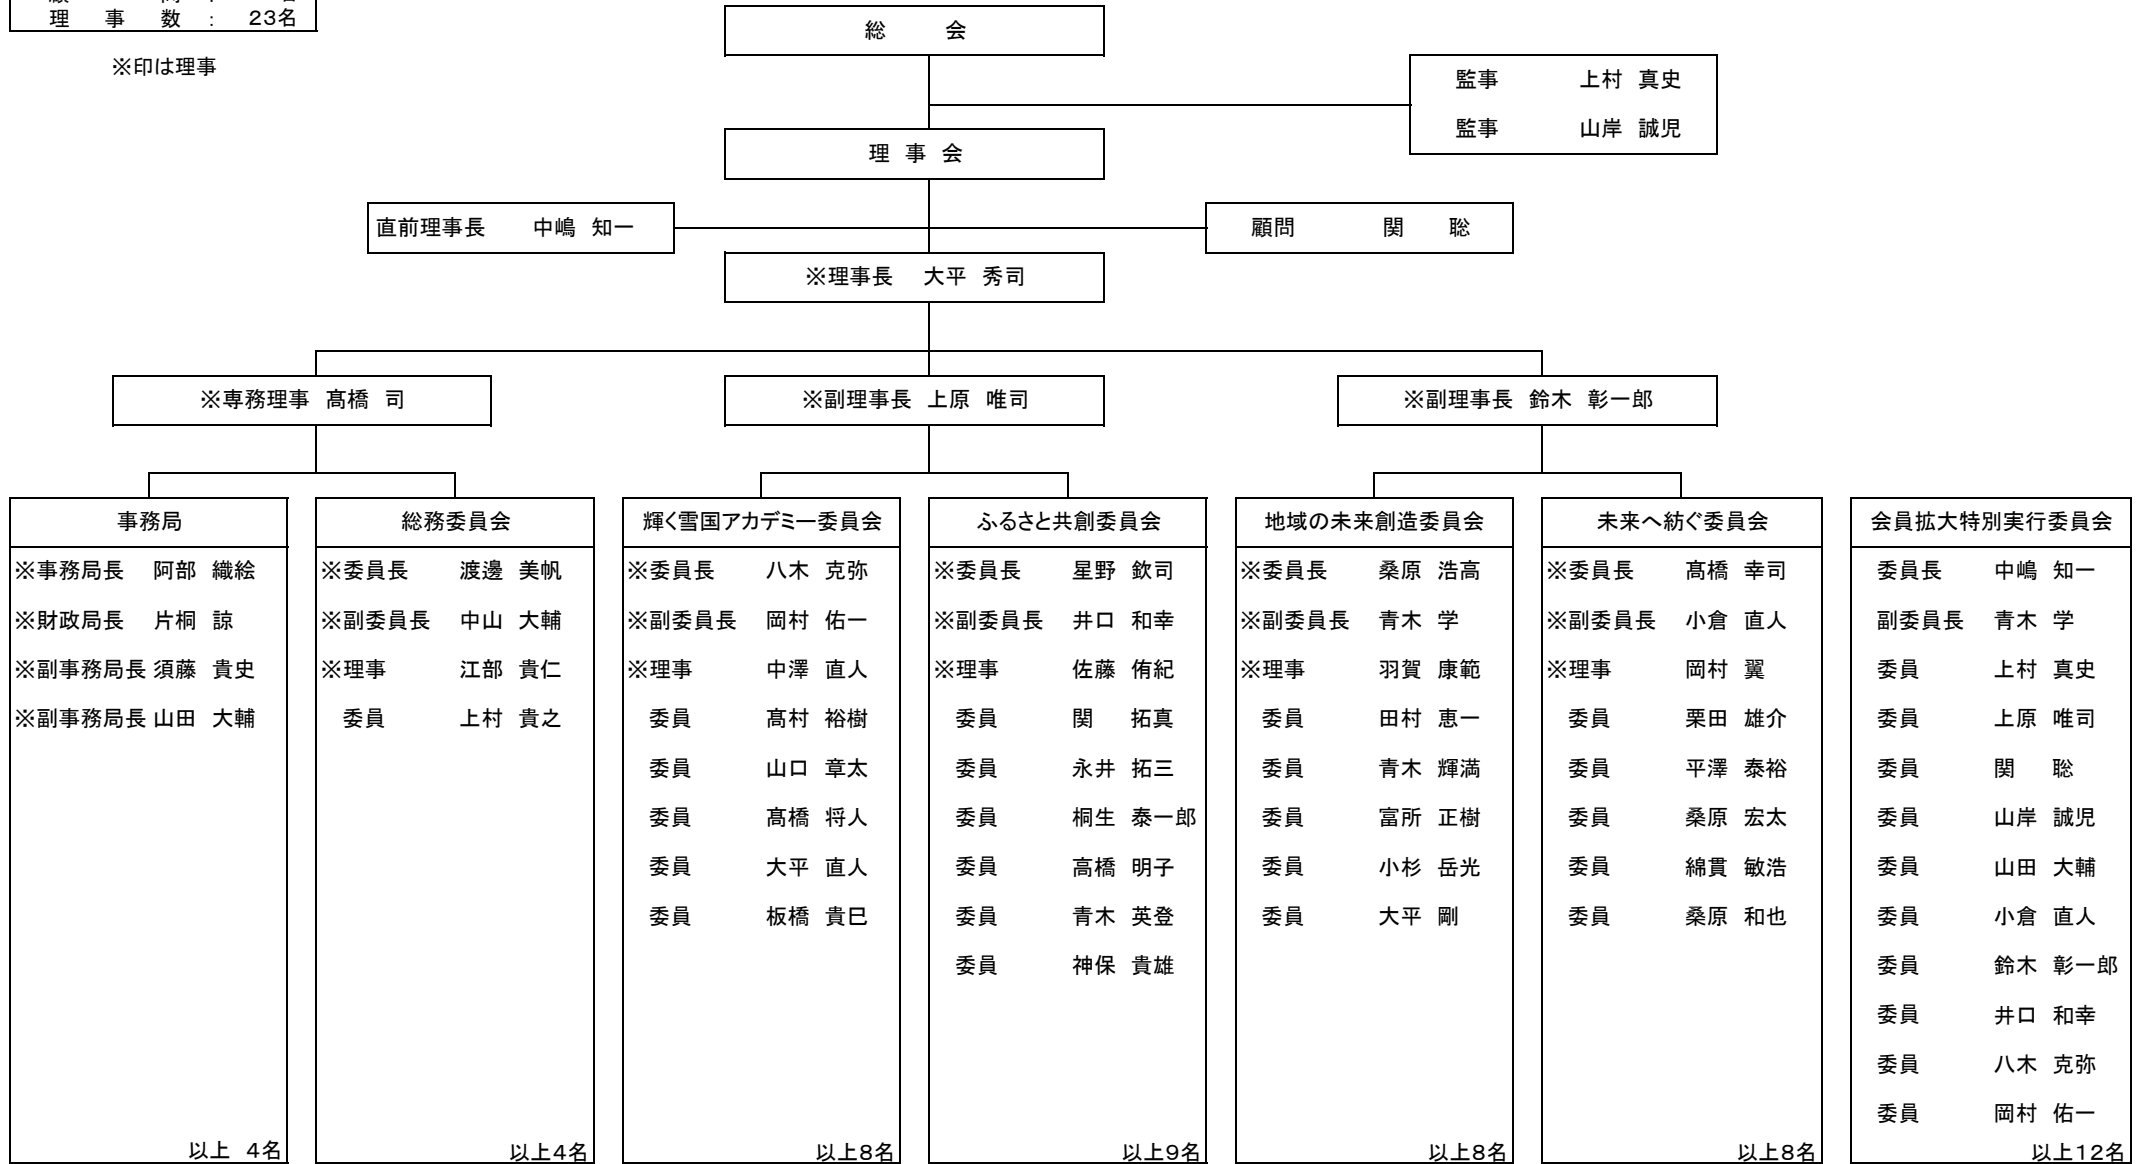 理　事　数　:　23名
※印は理事
総　会
監事　上村 真史
監事　山岸 誠児
理 事 会
直前理事長　中嶋 知一
顧問　関　聡
※理事長　大平 秀司
※専務理事 髙橋 司
※副理事長 上原 唯司
※副理事長 鈴木 彰一郎
事務局
※事務局長　阿部 織絵
※財政局長　片桐 諒
※副事務局長 須藤 貴史
※副事務局長 山田 大輔
以上 4名
総務委員会
※委員長　渡邊 美帆
※副委員長　中山 大輔
※理事　江部 貴仁
委員　上村 貴之
以上4名
輝く雪国アカデミー委員会
※委員長　八木 克弥
※副委員長　岡村 佑一
※理事　中澤 直人
委員　髙村 裕樹
委員　山口 章太
委員　髙橋 将人
委員　大平 直人
委員　板橋 貴巳
以上8名
ふるさと共創委員会
※委員長　星野 欽司
※副委員長　井口 和幸
※理事　佐藤 侑紀
委員　関　拓真
委員　永井 拓三
委員　桐生 泰一郎
委員　高橋 明子
委員　青木 英登
委員　神保 貴雄
以上9名
地域の未来創造委員会
※委員長　桑原 浩高
※副委員長　青木 学
※理事　羽賀 康範
委員　田村 恵一
委員　青木 輝満
委員　富所 正樹
委員　小杉 岳光
委員　大平 剛
以上8名
未来へ紡ぐ委員会
※委員長　髙橋 幸司
※副委員長　小倉 直人
※理事　岡村 翼
委員　栗田 雄介
委員　平澤 泰裕
委員　桑原 宏太
委員　綿貫 敏浩
委員　桑原 和也
以上8名
会員拡大特別実行委員会
委員長　中嶋 知一
副委員長　青木 学
委員　上村 真史
委員　上原 唯司
委員　関　聡
委員　山岸 誠児
委員　山田 大輔
委員　小倉 直人
委員　鈴木 彰一郎
委員　井口 和幸
委員　八木 克弥
委員　岡村 佑一
以上12名